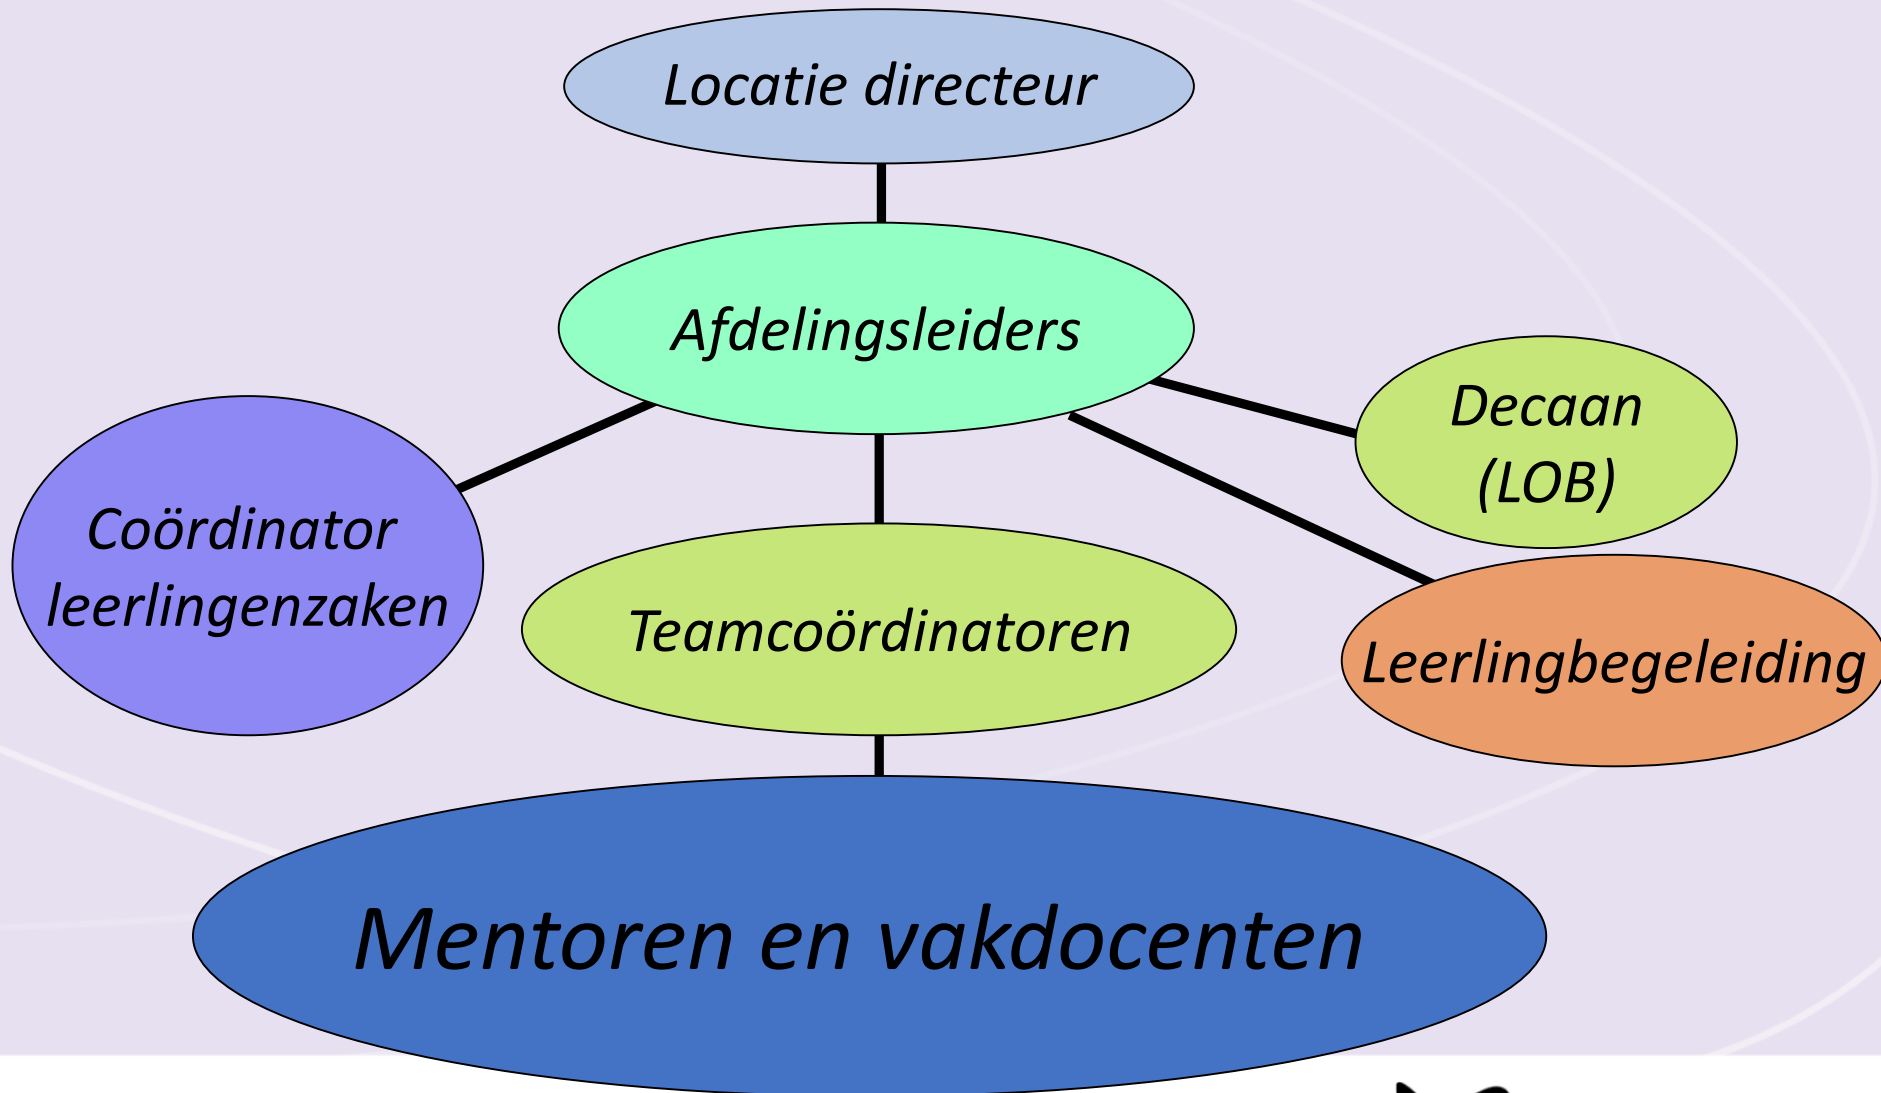 Locatie directeur
Afdelingsleiders
Decaan
(LOB)
Coördinator
leerlingenzaken
Teamcoördinatoren
Leerlingbegeleiding
Mentoren en vakdocenten